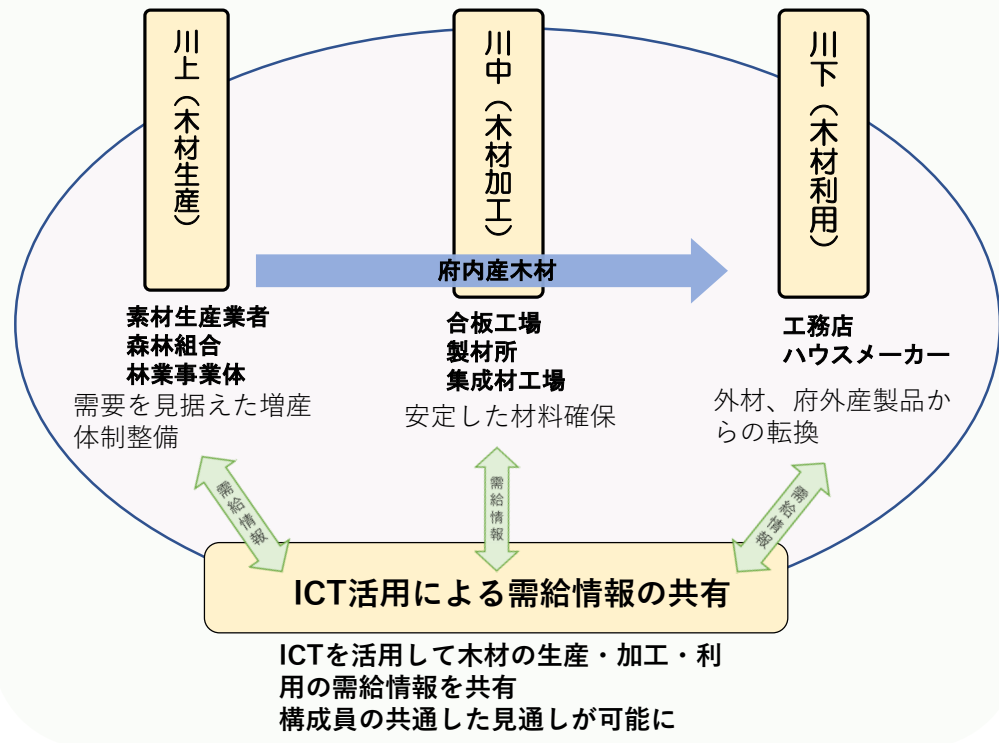 川上（木材生産）
川中（木材加工）
川下（木材利用）
府内産木材
素材生産業者
森林組合
林業事業体
需要を見据えた増産
体制整備
合板工場
製材所
集成材工場
安定した材料確保
工務店
ハウスメーカー
外材、府外産製品か
らの転換
需給情報
需給情報
需給情報
ICT活用による需給情報の共有
ICTを活用して木材の生産・加工・利
用の需給情報を共有
構成員の共通した見通しが可能に